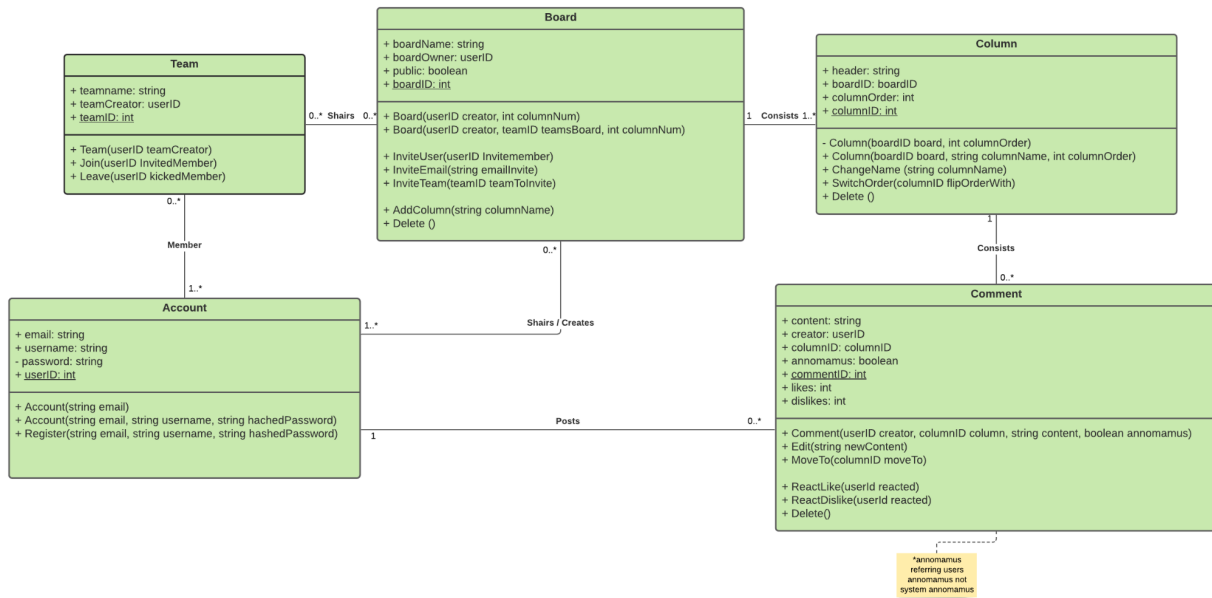 Team
+ teamname: string
+ teamCreator: userID
+ teamID: int
+ Team(userID teamCreator)
+ Join(userID InvitedMember)
+ Leave(userID kickedMember)
0..* Shairs 0..*
Board
+ boardName: string
+ boardOwner: userID
+ public: boolean
+ boardID: int
+ Board(userID creator, int columnNum)
+ Board(userID creator, teamID teamsBoard, int columnNum)
+ InviteUser(userID Invitemember)
+ InviteEmail(string emailInvite)
+ InviteTeam(teamID teamToInvite)
+ AddColumn(string columnName)
+ Delete ()
1 Consists 1..*
Column
+ header: string
+ boardID: boardID
+ columnOrder: int
+ columnID: int
- Column(boardID board, int columnOrder)
+ Column(boardID board, string columnName, int columnOrder)
+ ChangeName (string columnName)
+ SwitchOrder(columnID flipOrderWith)
+ Delete ()
0..*
Member
1..*
0..*
Shairs / Creates
1..*
1
Consists
0..*
Account
+ email: string
+ username: string
- password: string
+ userID: int
+ Account(string email)
+ Account(string email, string username, string hachedPassword)
+ Register(string email, string username, string hashedPassword)
1
Posts
0..*
Comment
+ content: string
+ creator: userID
+ columnID: columnID
+ annomamus: boolean
+ commentID: int
+ likes: int
+ dislikes: int
+ Comment(userID creator, columnID column, string content, boolean annomamus)
+ Edit(string newContent)
+ MoveTo(columnID moveTo)
+ ReactLike(userId reacted)
+ ReactDislike(userId reacted)
+ Delete()
*annomamus
referring users
annomamus not
system annomamus